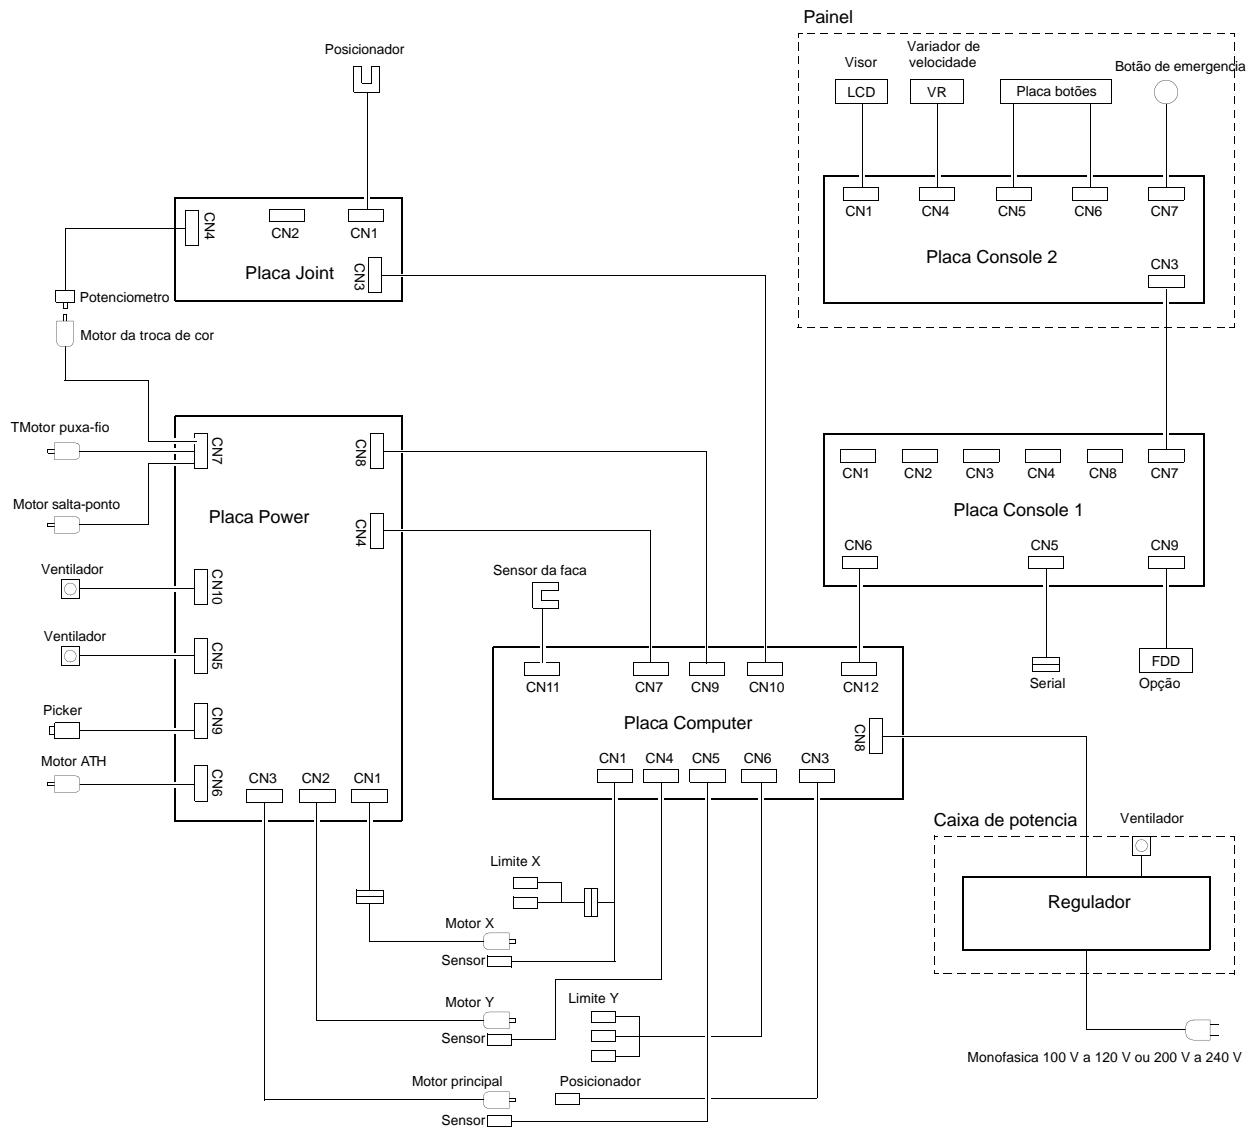 Painel
Posicionador
Visor
Variador de
velocidade
Botão de emergencia
LCD
VR
Placa botões
CN1
CN4
CN5
CN6
CN7
Placa Console 2
CN3
CN4
CN2
CN1
Placa Joint
CN3
Potenciometro
Motor da troca de cor
TMotor puxa-fio
CN7
CN8
Motor salta-ponto
Placa Power
CN4
Ventilador
CN10
Ventilador
CN5
Picker
CN9
Motor ATH
CN6
CN3
CN2
CN1
CN1
CN2
CN3
CN4
CN8
CN7
Placa Console 1
CN6
CN5
CN9
Serial
FDD
Opção
Sensor da faca
CN11
CN7
CN9
CN10
CN12
Placa Computer
CN8
CN1
CN4
CN5
CN6
CN3
Caixa de potencia
Ventilador
Regulador
Monofasica 100 V a 120 V ou 200 V a 240 V
Limite X
Motor X
Sensor
Motor Y
Limite Y
Sensor
Motor principal
Posicionador
Sensor